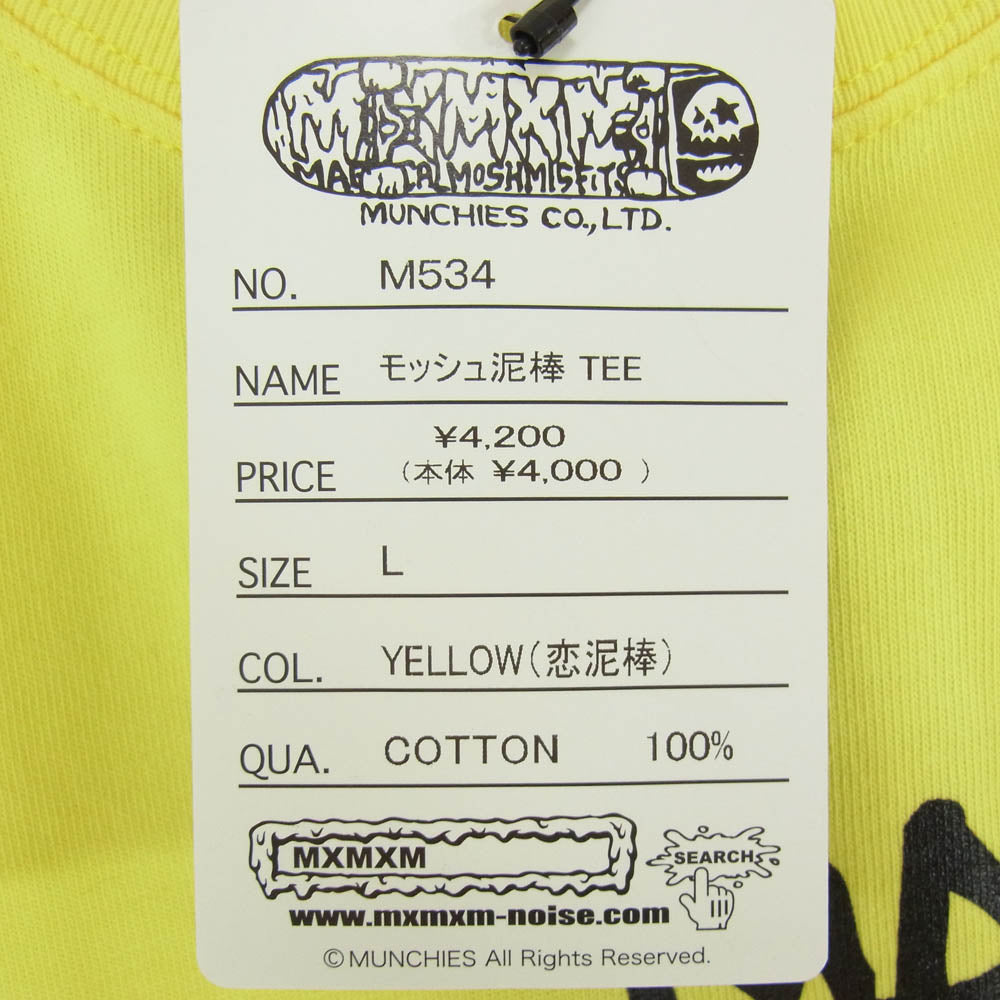 MXMXM
MAGICAL MOSHMISFITS
MUNCHIES CO.,LTD.
NO. M534
NAME モッシュ泥棒 TEE
¥4,200
PRICE (本体 ¥4,000 )
SIZE L
COL. YELLOW(恋泥棒)
QUA. COTTON 100%
MXMXM SEARCH
www.mxmxm-noise.com
©MUNCHIES All Rights Reserved.